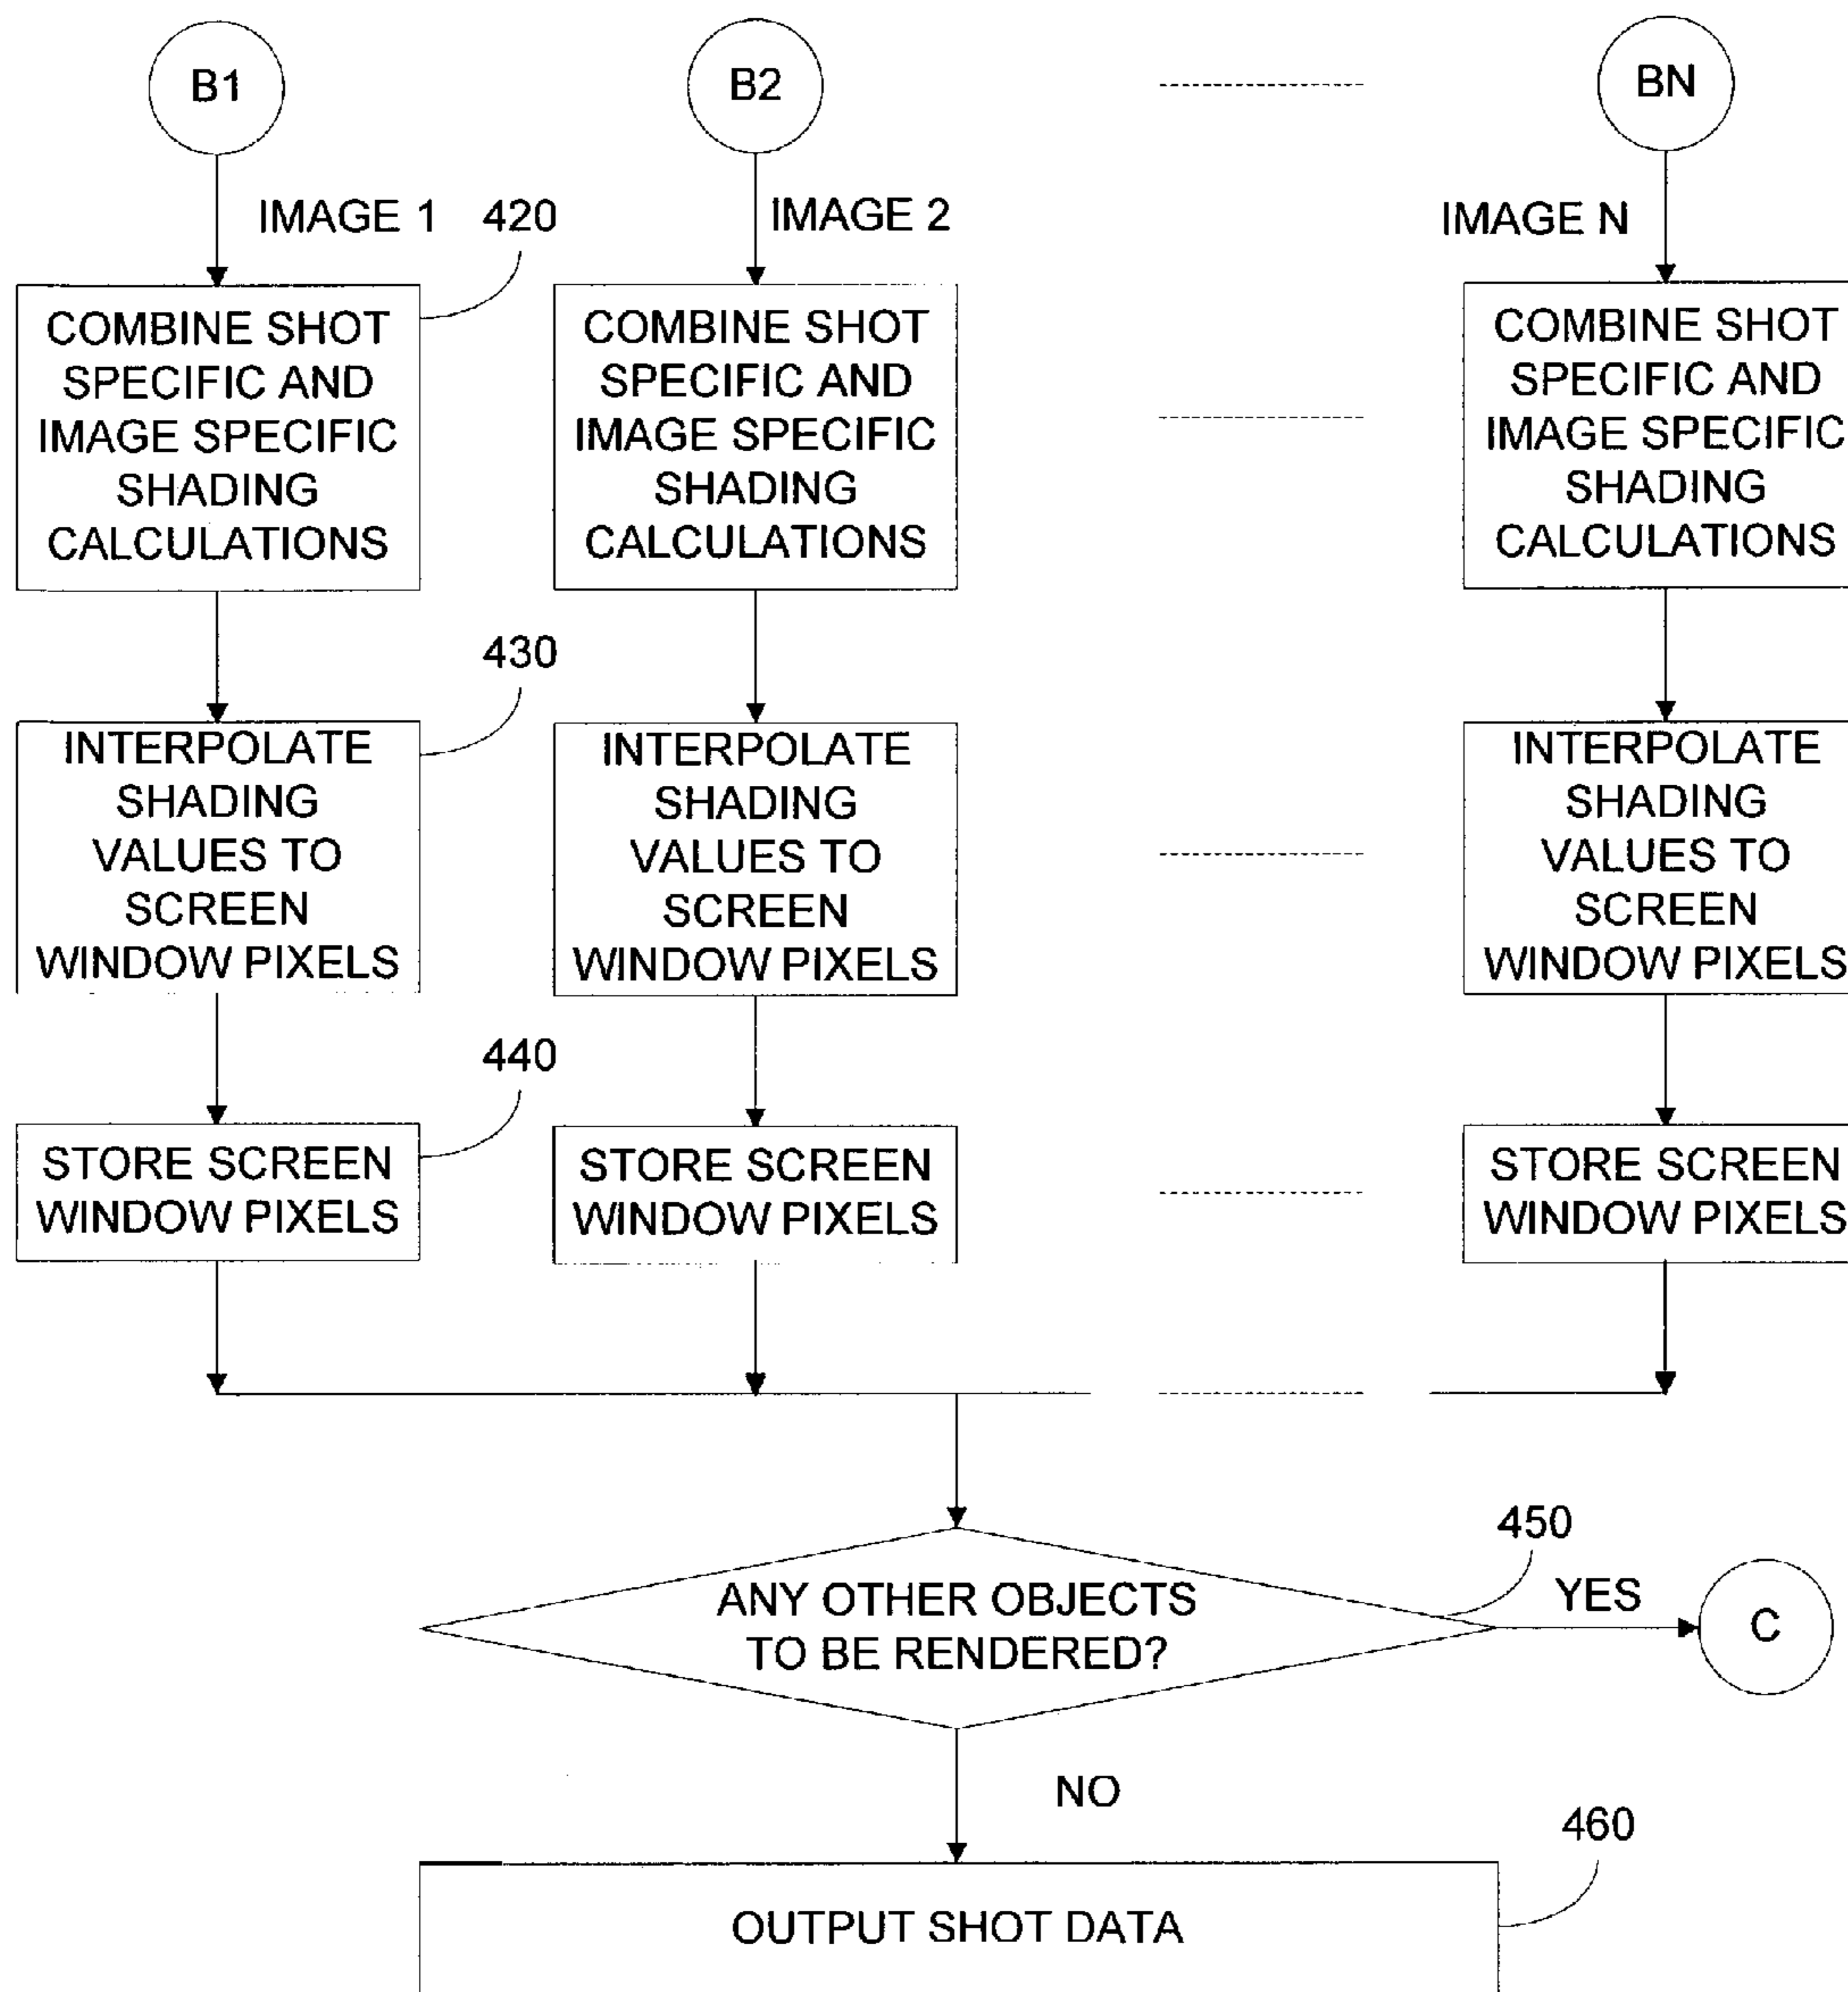 B1
B2
BN
IMAGE 1
420
IMAGE 2
IMAGE N
COMBINE SHOT
SPECIFIC AND
IMAGE SPECIFIC
SHADING
CALCULATIONS
COMBINE SHOT
SPECIFIC AND
IMAGE SPECIFIC
SHADING
CALCULATIONS
COMBINE SHOT
SPECIFIC AND
IMAGE SPECIFIC
SHADING
CALCULATIONS
430
INTERPOLATE
SHADING
VALUES TO
SCREEN
WINDOW PIXELS
INTERPOLATE
SHADING
VALUES TO
SCREEN
WINDOW PIXELS
INTERPOLATE
SHADING
VALUES TO
SCREEN
WINDOW PIXELS
440
STORE SCREEN
WINDOW PIXELS
STORE SCREEN
WINDOW PIXELS
STORE SCREEN
WINDOW PIXELS
450
ANY OTHER OBJECTS
TO BE RENDERED?
YES
C
NO
460
OUTPUT SHOT DATA